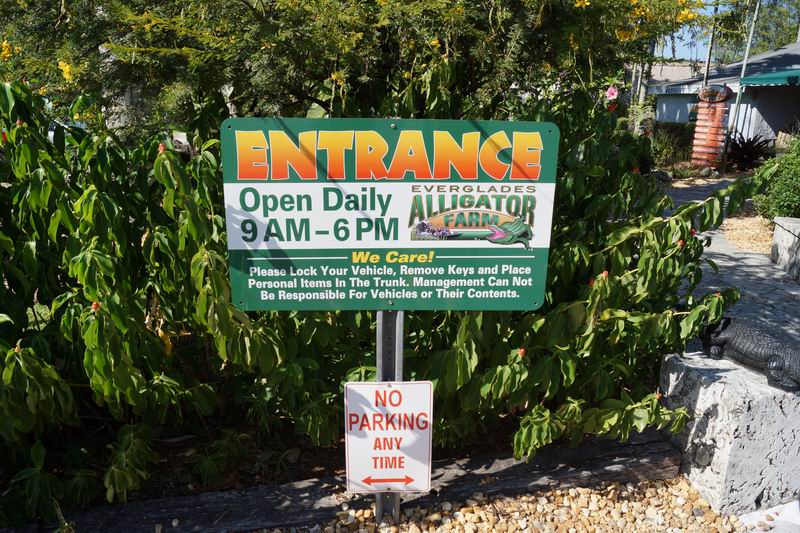 ENTRANCE
Open Daily
9 AM – 6 PM
EVERGLADES
ALLIGATOR
FARM
We Care!
Please Lock Your Vehicle, Remove Keys and Place
Personal Items In The Trunk. Management Can Not
Be Responsible For Vehicles or Their Contents.
NO
PARKING
ANY
TIME